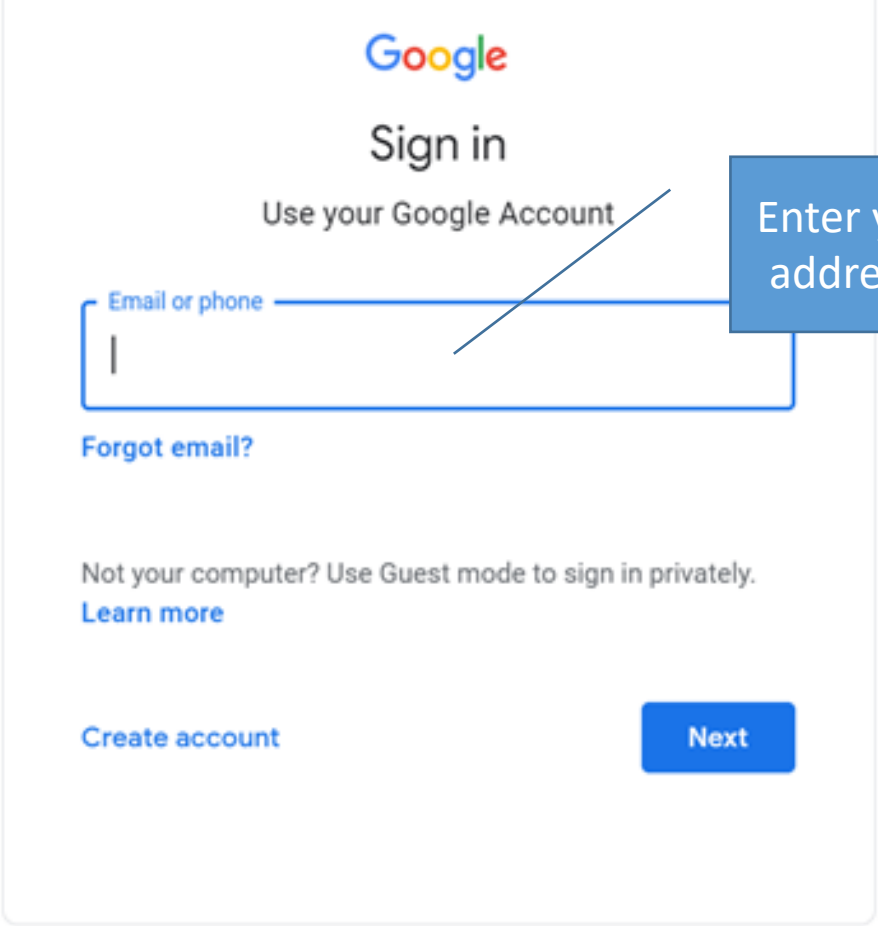 Google
Sign in
Use your Google Account
Enter
addre
Email or phone
Forgot email?
Not your computer? Use Guest mode to sign in privately.
Learn more
Create account
Next